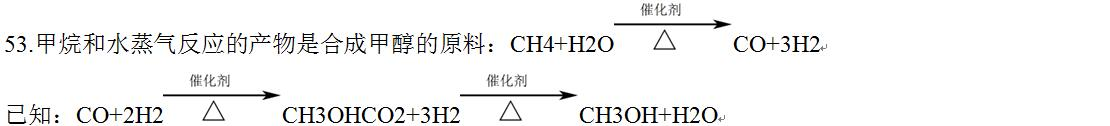 53.甲烷和水蒸气反应的产物是合成甲醇的原料：CH4+H2O 催化剂 △ CO+3H2
已知：CO+2H2 催化剂 △ CH3OHCO2+3H2 催化剂 △ CH3OH+H2O